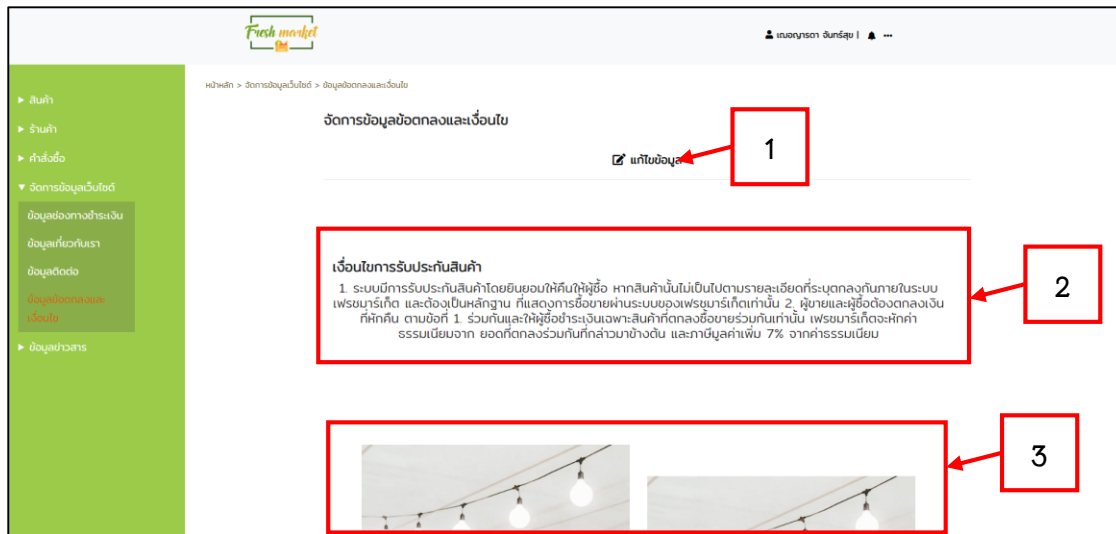 Fresh market
เฌอญารดา จันทร์สุข |
หน้าหลัก > จัดการข้อมูลเว็บไซต์ > ข้อมูลข้อตกลงและเงื่อนไข
▶ สินค้า
▶ ร้านค้า
▶ คำสั่งซื้อ
▼ จัดการข้อมูลเว็บไซต์
ข้อมูลช่องทางชำระเงิน
ข้อมูลเกี่ยวกับเรา
ข้อมูลติดต่อ
ข้อมูลข้อตกลงและ
เงื่อนไข
▶ ข้อมูลข่าวสาร
จัดการข้อมูลข้อตกลงและเงื่อนไข
แก้ไขข้อมูล
1
เงื่อนไขการรับประกันสินค้า
1. ระบบมีการรับประกันสินค้าโดยยินยอมให้คืนให้ผู้ซื้อ หากสินค้านั้นไม่เป็นไปตามรายละเอียดที่ระบุตกลงกันภายในระบบ
เฟรชมาร์เก็ต และต้องเป็นหลักฐาน ที่แสดงการซื้อขายผ่านระบบของเฟรชมาร์เก็ตเท่านั้น 2. ผู้ขายและผู้ซื้อต้องตกลงเงิน
ที่หักคืน ตามข้อที่ 1. ร่วมกันและให้ผู้ซื้อชำระเงินเฉพาะสินค้าที่ตกลงซื้อขายร่วมกันเท่านั้น เฟรชมาร์เก็ตจะหักค่า
ธรรมเนียมจาก ยอดที่ตกลงร่วมกันที่กล่าวมาข้างต้น และภาษีมูลค่าเพิ่ม 7% จากค่าธรรมเนียม
2
3